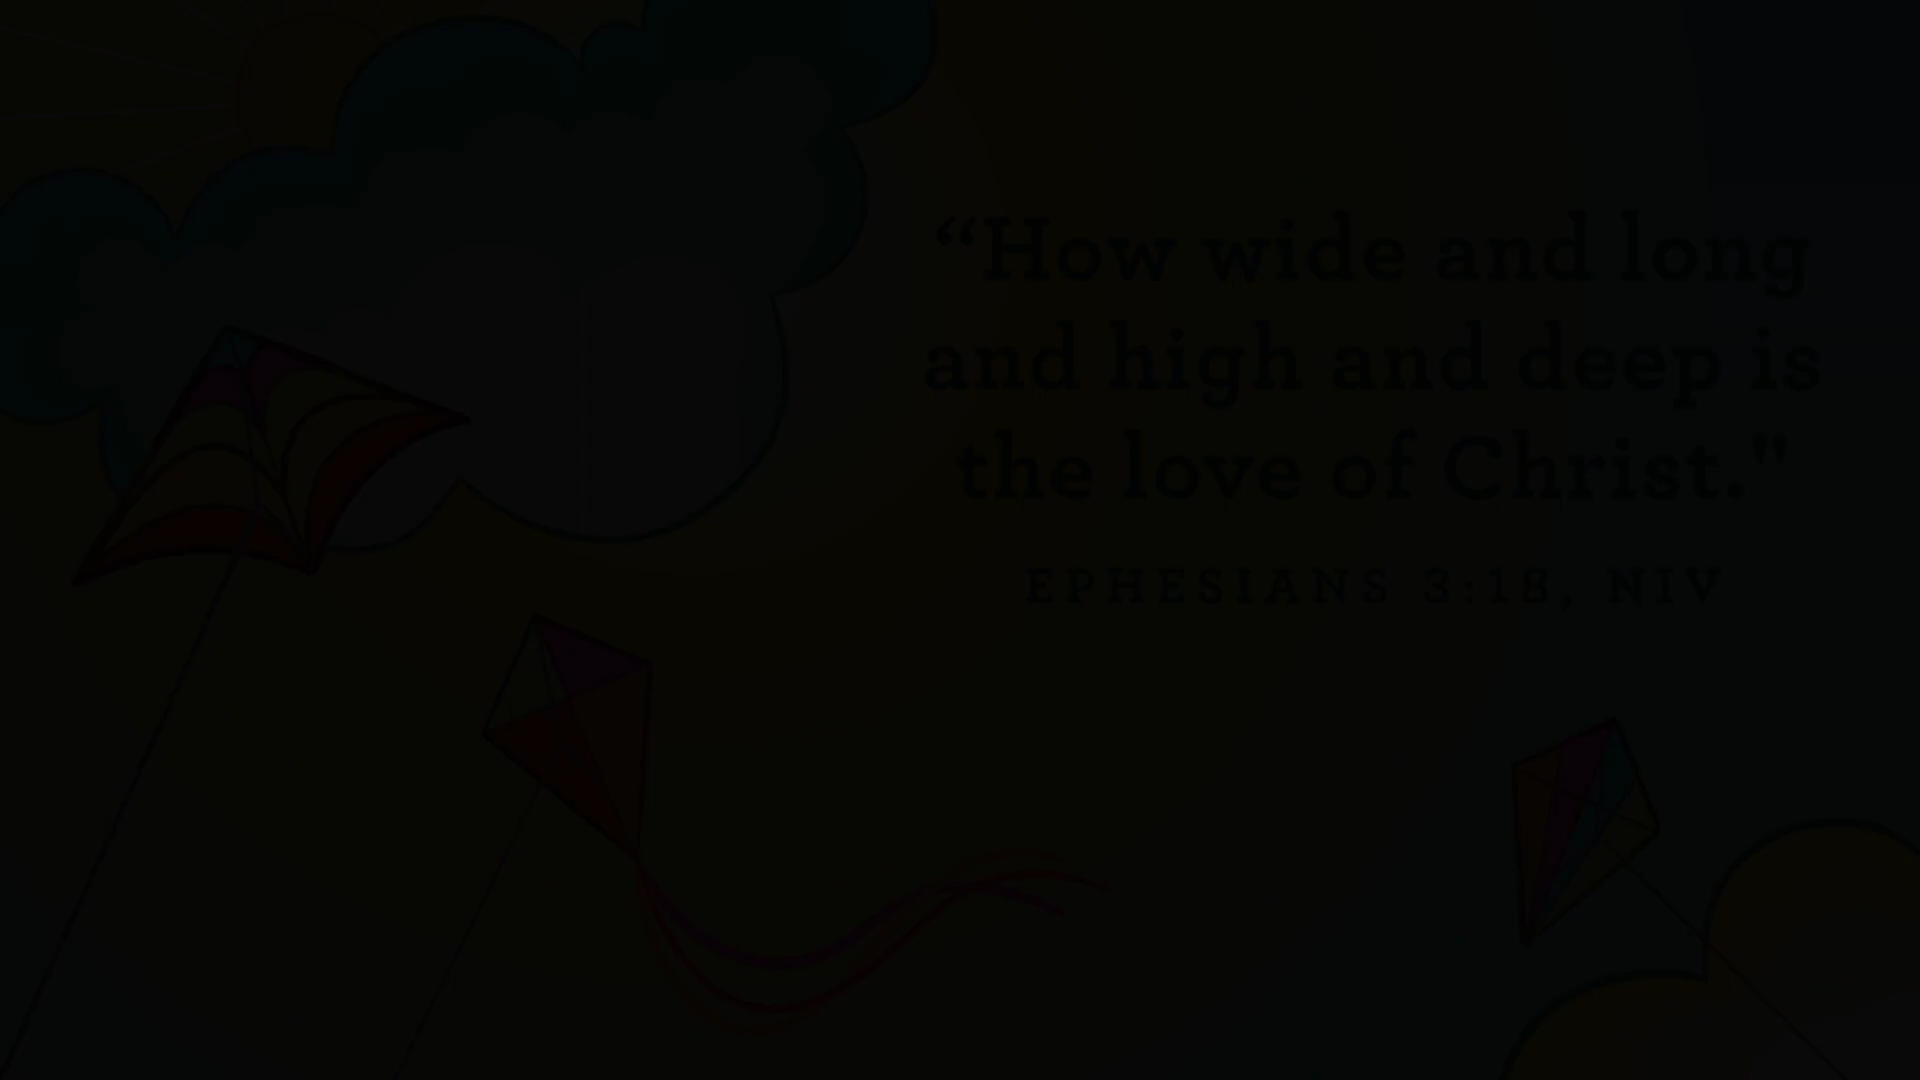 “How wide and long
and high and deep is
the love of Christ."
EPHESIANS 3:18, NIV